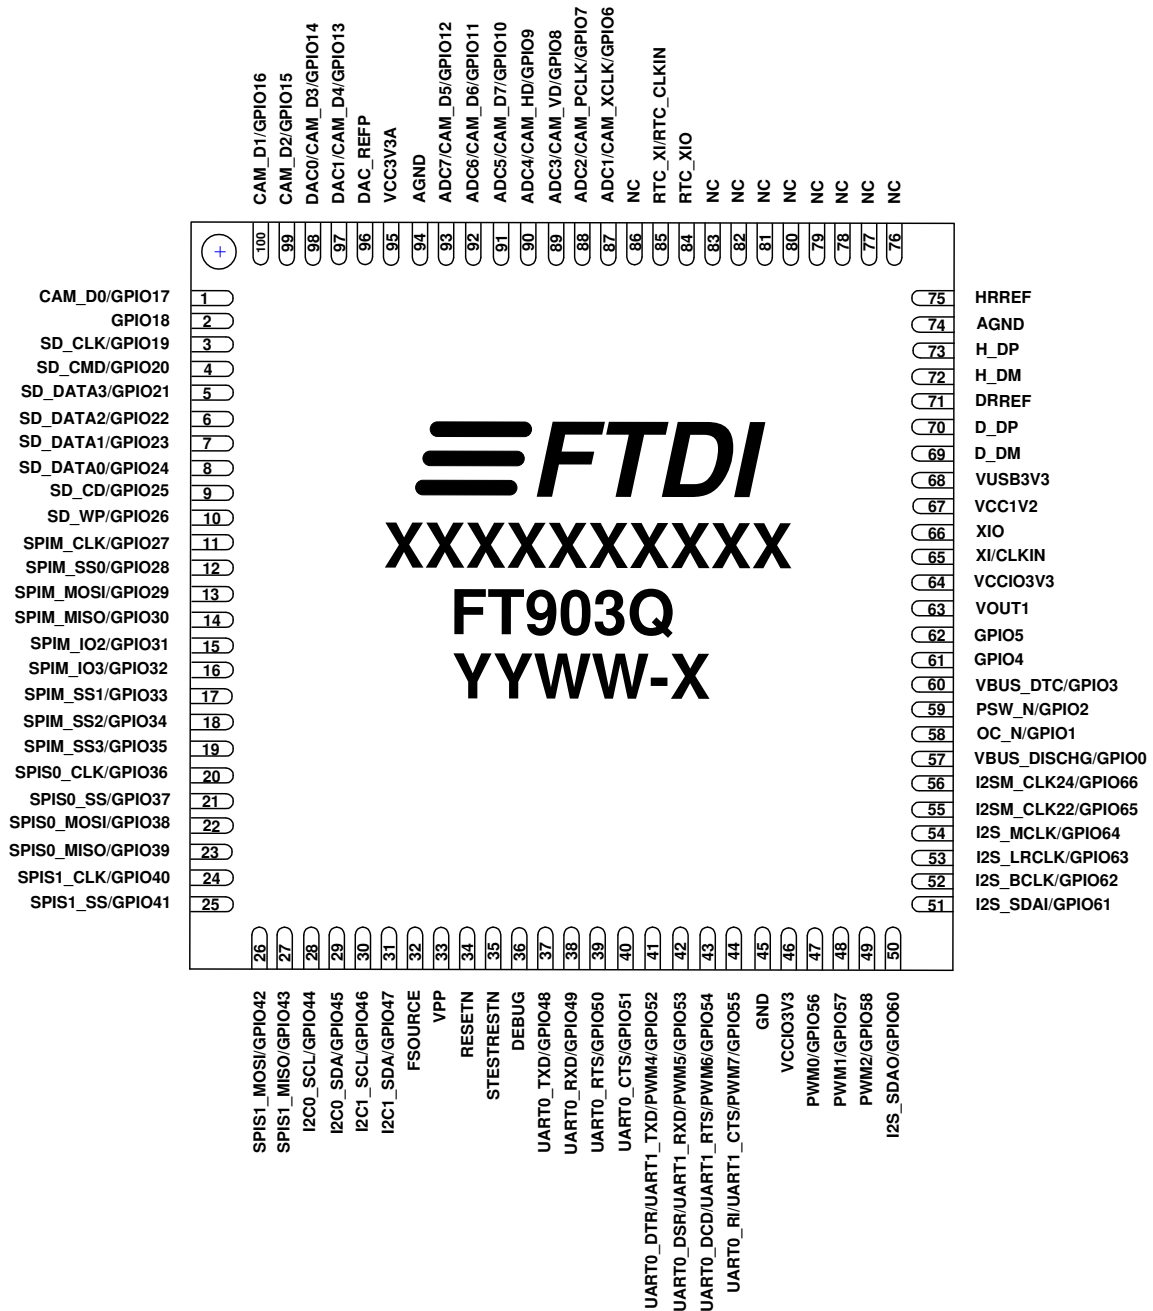 CAM_D1/GPIO16
CAM_D2/GPIO15
DAC0/CAM_D3/GPIO14
DAC1/CAM_D4/GPIO13
DAC_REFP
VCC3V3A
AGND
ADC7/CAM_D5/GPIO12
ADC6/CAM_D6/GPIO11
ADC5/CAM_D7/GPIO10
ADC4/CAM_HD/GPIO9
ADC3/CAM_VD/GPIO8
ADC2/CAM_PCLK/GPIO7
ADC1/CAM_XCLK/GPIO6
NC
RTC_XI/RTC_CLKIN
RTC_XIO
NC
NC
NC
NC
NC
NC
NC
NC
100
99
98
97
96
95
94
93
92
91
90
89
88
87
86
85
84
83
82
81
80
79
78
77
76
CAM_D0/GPIO17 1
GPIO18 2
SD_CLK/GPIO19 3
SD_CMD/GPIO20 4
SD_DATA3/GPIO21 5
SD_DATA2/GPIO22 6
SD_DATA1/GPIO23 7
SD_DATA0/GPIO24 8
SD_CD/GPIO25 9
SD_WP/GPIO26 10
SPIM_CLK/GPIO27 11
SPIM_SS0/GPIO28 12
SPIM_MOSI/GPIO29 13
SPIM_MISO/GPIO30 14
SPIM_IO2/GPIO31 15
SPIM_IO3/GPIO32 16
SPIM_SS1/GPIO33 17
SPIM_SS2/GPIO34 18
SPIM_SS3/GPIO35 19
SPIS0_CLK/GPIO36 20
SPIS0_SS/GPIO37 21
SPIS0_MOSI/GPIO38 22
SPIS0_MISO/GPIO39 23
SPIS1_CLK/GPIO40 24
SPIS1_SS/GPIO41 25
FTDI
XXXXXXXXXX
FT903Q
YYWW-X
75 HRREF
74 AGND
73 H_DP
72 H_DM
71 DRREF
70 D_DP
69 D_DM
68 VUSB3V3
67 VCC1V2
66 XIO
65 XI/CLKIN
64 VCCIO3V3
63 VOUT1
62 GPIO5
61 GPIO4
60 VBUS_DTC/GPIO3
59 PSW_N/GPIO2
58 OC_N/GPIO1
57 VBUS_DISCHG/GPIO0
56 I2SM_CLK24/GPIO66
55 I2SM_CLK22/GPIO65
54 I2S_MCLK/GPIO64
53 I2S_LRCLK/GPIO63
52 I2S_BCLK/GPIO62
51 I2S_SDAI/GPIO61
26
27
28
29
30
31
32
33
34
35
36
37
38
39
40
41
42
43
44
45
46
47
48
49
50
SPIS1_MOSI/GPIO42
SPIS1_MISO/GPIO43
I2C0_SCL/GPIO44
I2C0_SDA/GPIO45
I2C1_SCL/GPIO46
I2C1_SDA/GPIO47
FSOURCE
VPP
RESETN
STESTRESTN
DEBUG
UART0_TXD/GPIO48
UART0_RXD/GPIO49
UART0_RTS/GPIO50
UART0_CTS/GPIO51
UART0_DTR/UART1_TXD/PWM4/GPIO52
UART0_DSR/UART1_RXD/PWM5/GPIO53
UART0_DCD/UART1_RTS/PWM6/GPIO54
UART0_RI/UART1_CTS/PWM7/GPIO55
GND
VCCIO3V3
PWM0/GPIO56
PWM1/GPIO57
PWM2/GPIO58
I2S_SDAO/GPIO60